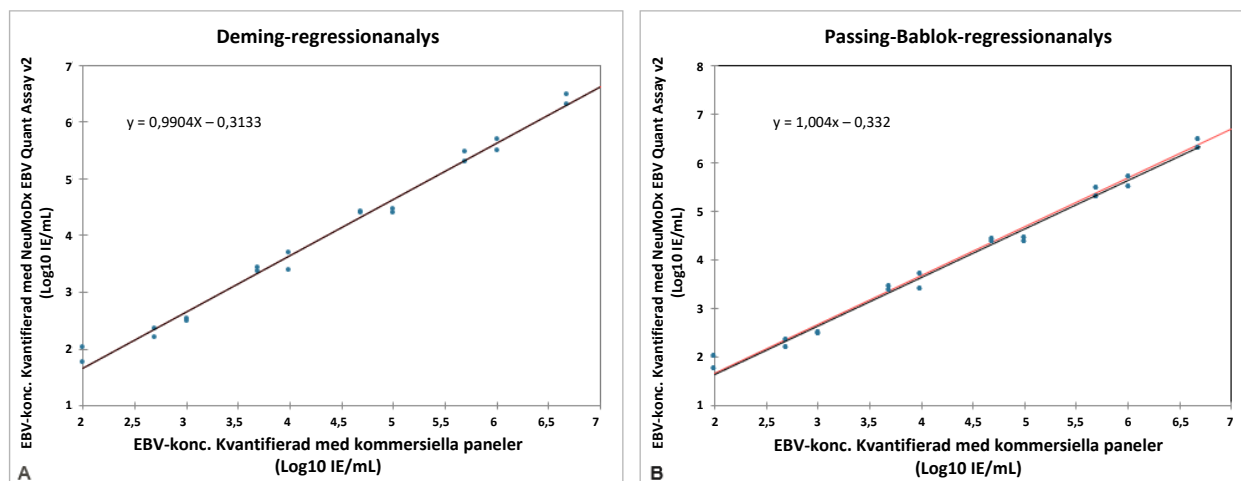 Deming-regressionanalys
EBV-konc. Kvantifierad med NeuMoDx EBV Quant Assay v2
(Log10 IE/mL)
7
6
5
4
3
2
1
y = 0,9904X – 0,3133
2
2,5
3
3,5
4
4,5
5
5,5
6
6,5
7
EBV-konc. Kvantifierad med kommersiella paneler
(Log10 IE/mL)
A
Passing-Bablok-regressionanalys
EBV-konc. Kvantifierad med NeuMoDx EBV Quant Assay v2
(Log10 IE/mL)
8
7
6
5
4
3
2
1
y = 1,004x – 0,332
2
2,5
3
3,5
4
4,5
5
5,5
6
6,5
7
EBV-konc. Kvantifierad med kommersiella paneler
(Log10 IE/mL)
B